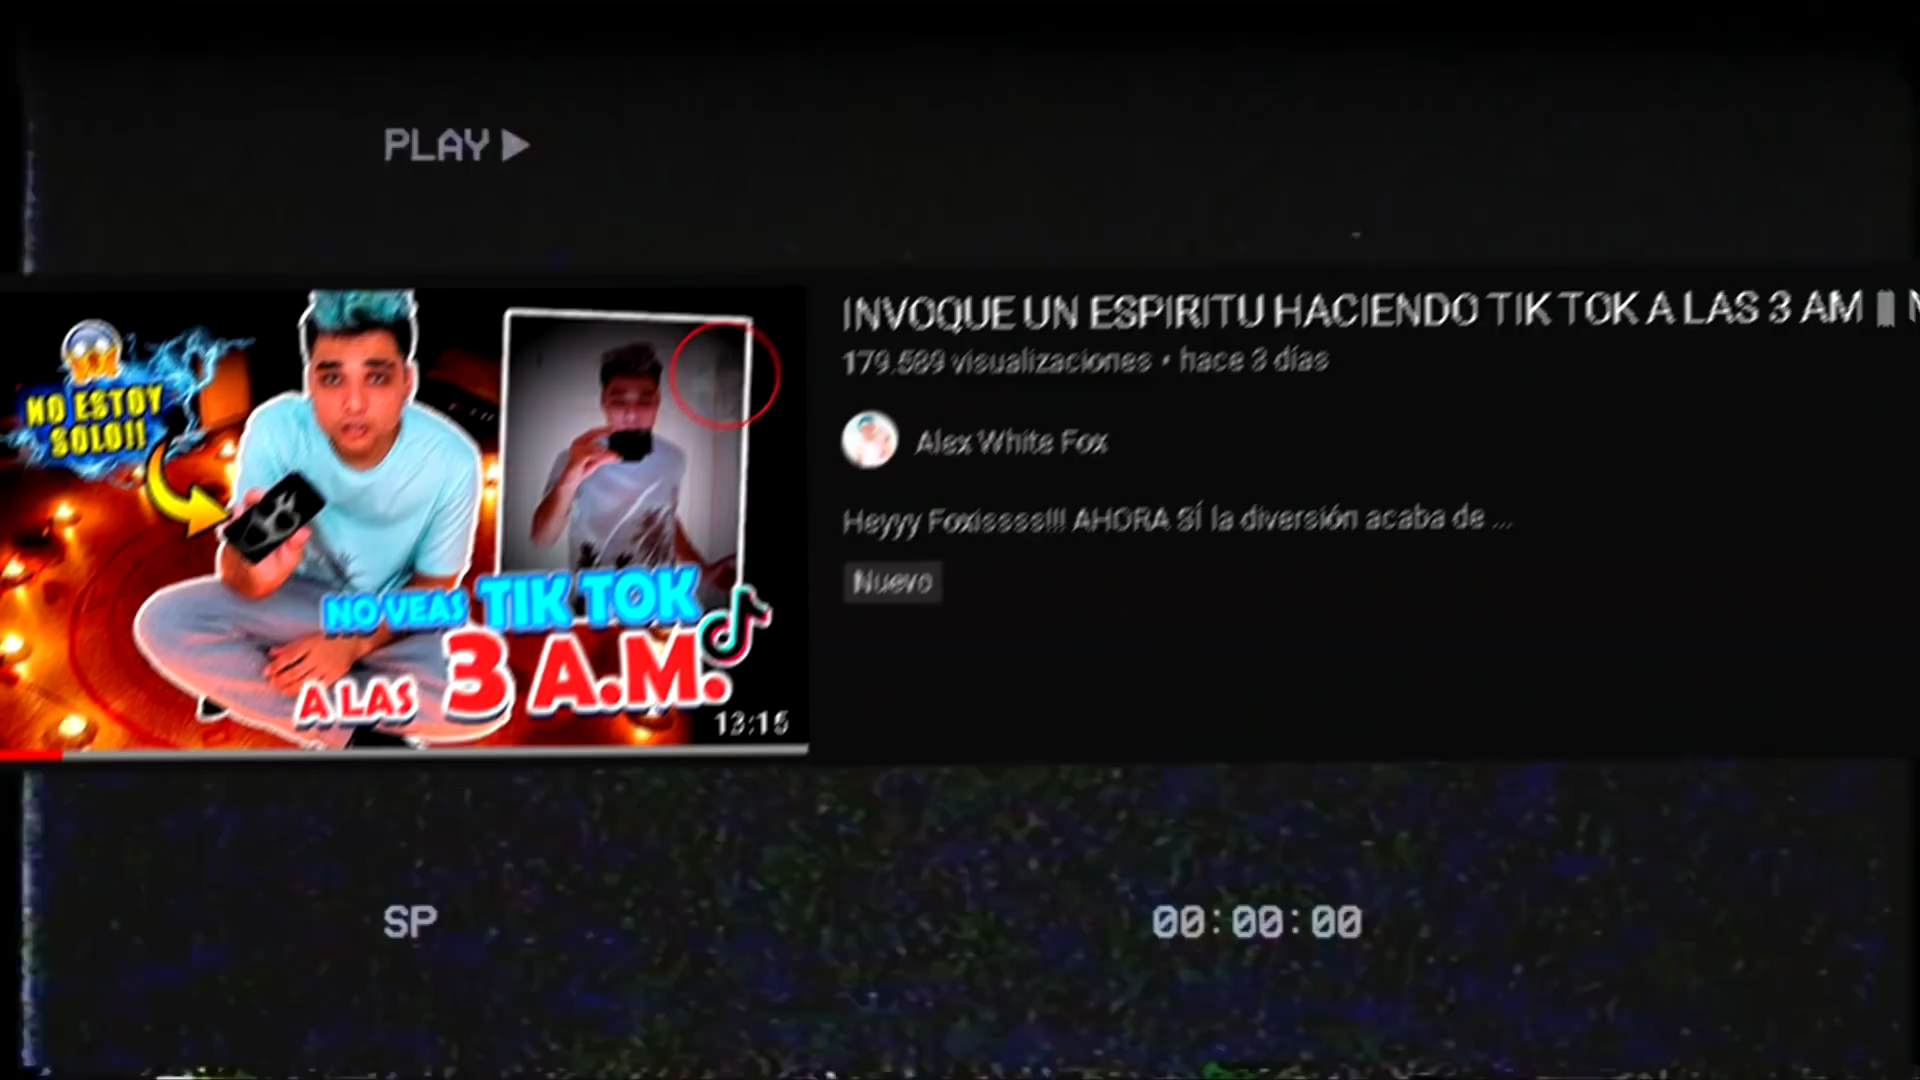 PLAY
INVOQUE UN ESPIRITU HACIENDO TIK TOK A LAS 3 AM
179.589 visualizaciones • hace 3 días
Alex White Fox
Heyyy Foxissss!!! AHORA SÍ la diversión acaba de ...
Nuevo
NO ESTOY
SOLO!!
NO VEAS TIK TOK
A LAS 3 A.M.
13:15
SP
00:00:00